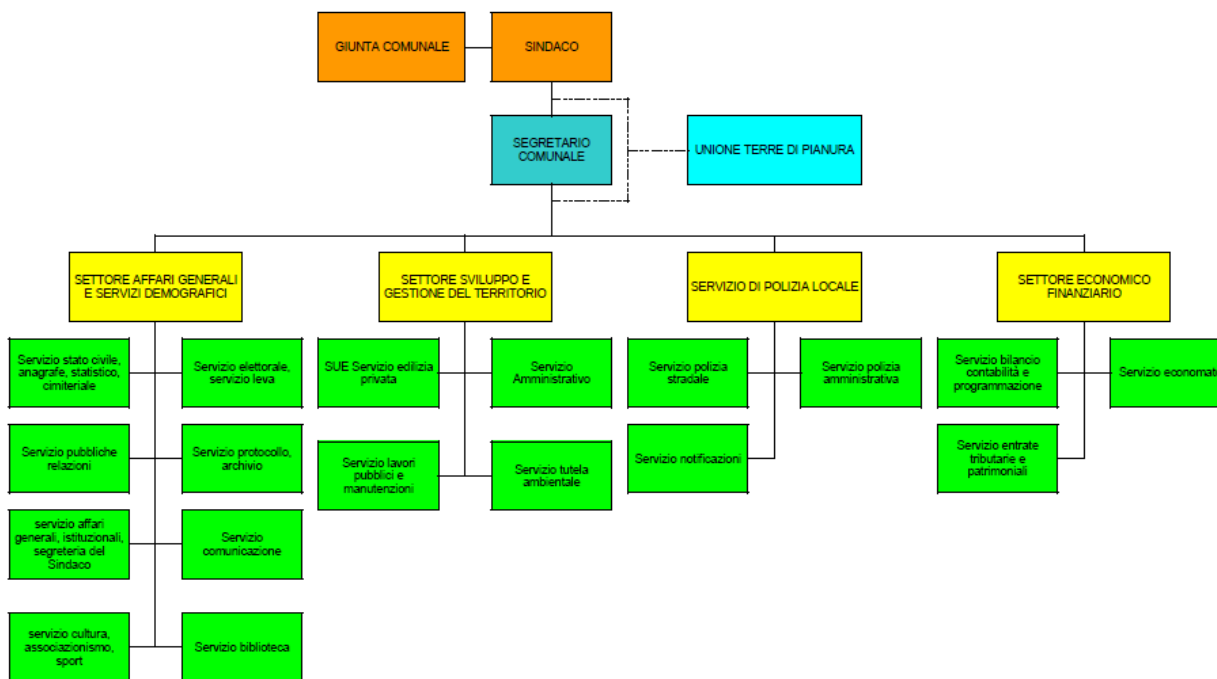 GIUNTA COMUNALE
SINDACO
SEGRETARIO
COMUNALE
UNIONE TERRE DI PIANURA
SETTORE AFFARI GENERALI
E SERVIZI DEMOGRAFICI
SETTORE SVILUPPO E
GESTIONE DEL TERRITORIO
SERVIZIO DI POLIZIA LOCALE
SETTORE ECONOMICO
FINANZIARIO
Servizio stato civile,
anagrafe, statistico,
cimiteriale
Servizio elettorale,
servizio leva
SUE Servizio edilizia
privata
Servizio
Amministrativo
Servizio polizia
stradale
Servizio polizia
amministrativa
Servizio bilancio
contabilità e
programmazione
Servizio economat
Servizio pubbliche
relazioni
Servizio protocollo,
archivio
Servizio lavori
pubblici e
manutenzioni
Servizio tutela
ambientale
Servizio notificazioni
Servizio entrate
tributarie e
patrimoniali
servizio affari
generali, istituzionali,
segreteria del
Sindaco
Servizio
comunicazione
servizio cultura,
associazionismo,
sport
Servizio biblioteca